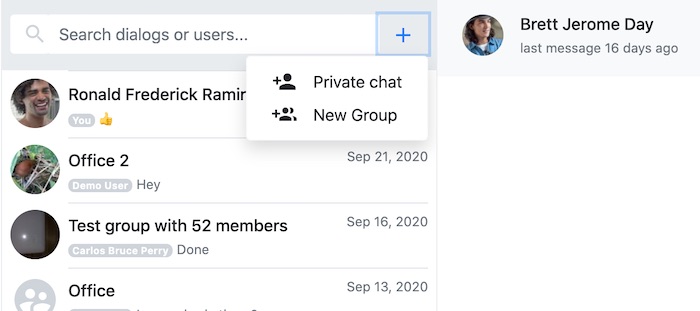 Search dialogs or users...
+
Private chat
New Group
Ronald Frederick Ramir
You 👍
Office 2
Sep 21, 2020
Demo User Hey
Test group with 52 members
Sep 16, 2020
Carlos Bruce Perry Done
Office
Sep 13, 2020
Brett Jerome Day
last message 16 days ago